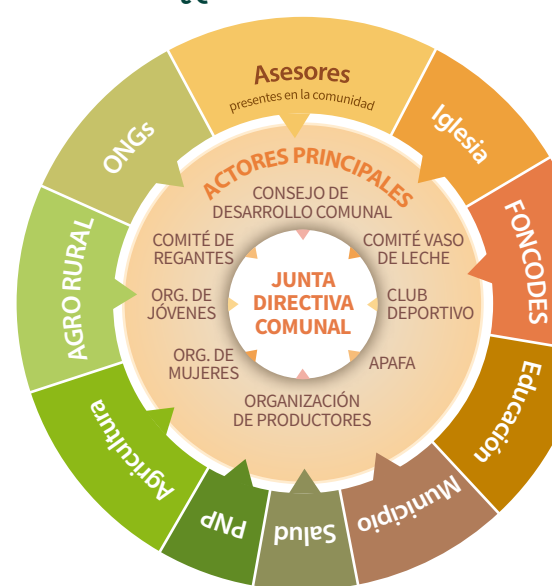 Asesores
presentes en la comunidad
Iglesia
FONCODES
Educación
Municipio
Salud
PNP
Agricultura
AGRO RURAL
ONGs
ACTORES PRINCIPALES
CONSEJO DE
DESARROLLO COMUNAL
COMITÉ VASO
DE LECHE
CLUB
DEPORTIVO
APAFA
ORGANIZACIÓN
DE PRODUCTORES
ORG. DE
MUJERES
ORG. DE
JÓVENES
COMITÉ DE
REGANTES
JUNTA
DIRECTIVA
COMUNAL